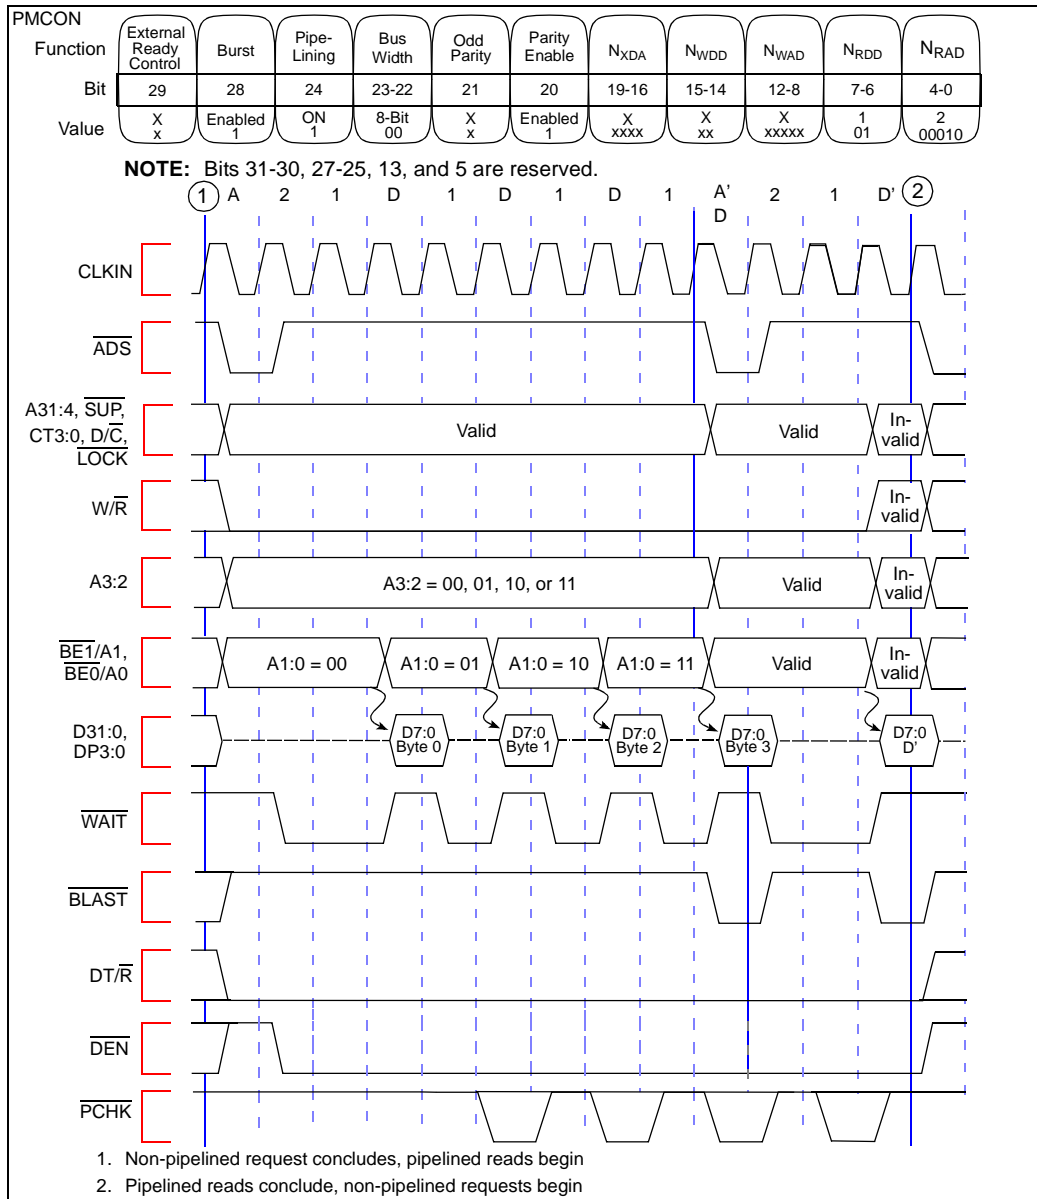 PMCON
Function External Ready Control Burst Pipe-Lining Bus Width Odd Parity Parity Enable NXDA NWDD NWAD NRDD NRAD
Bit 29 28 24 23-22 21 20 19-16 15-14 12-8 7-6 4-0
Value X x Enabled 1 ON 1 8-Bit 00 X x Enabled 1 X xxxx X xx X xxxxx 1 01 2 00010
NOTE: Bits 31-30, 27-25, 13, and 5 are reserved.
1 A 2 1 D 1 D 1 D 1 A' 2 1 D' 2
D
CLKIN
ADS
A31:4, SUP,
CT3:0, D/C,
LOCK
Valid Valid In-
valid
W/R In-
valid
A3:2 A3:2 = 00, 01, 10, or 11 Valid In-
valid
BE1/A1,
BE0/A0
A1:0 = 00 A1:0 = 01 A1:0 = 10 A1:0 = 11 Valid In-
valid
D31:0,
DP3:0
D7:0 D7:0 D7:0 D7:0 D7:0
Byte 0 Byte 1 Byte 2 Byte 3 D'
WAIT
BLAST
DT/R
DEN
PCHK
1. Non-pipelined request concludes, pipelined reads begin
2. Pipelined reads conclude, non-pipelined requests begin